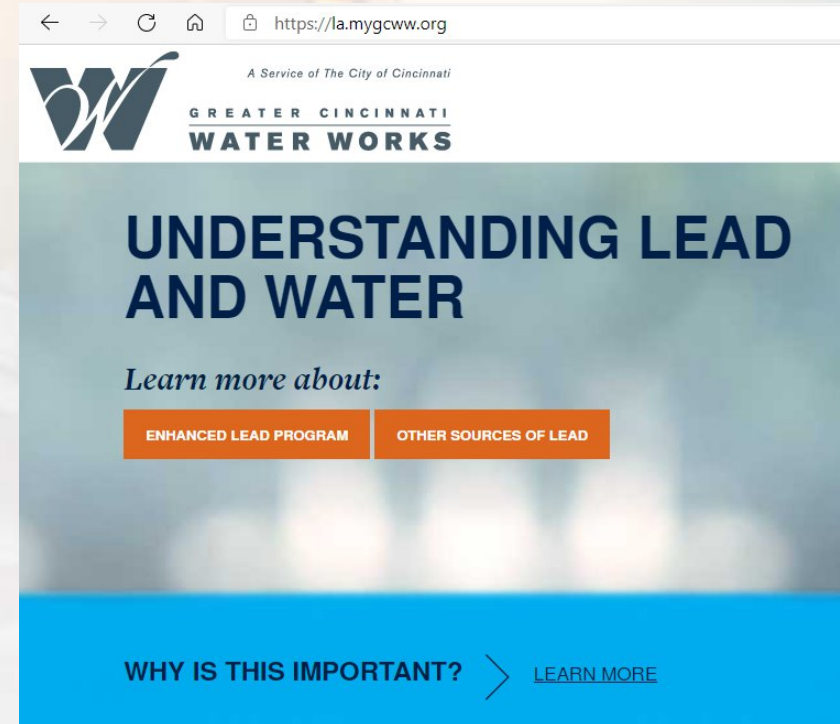 https://la.mygcww.org
A Service of The City of Cincinnati
GREATER CINCINNATI
WATER WORKS
UNDERSTANDING LEAD
AND WATER
Learn more about:
ENHANCED LEAD PROGRAM OTHER SOURCES OF LEAD
WHY IS THIS IMPORTANT? LEARN MORE